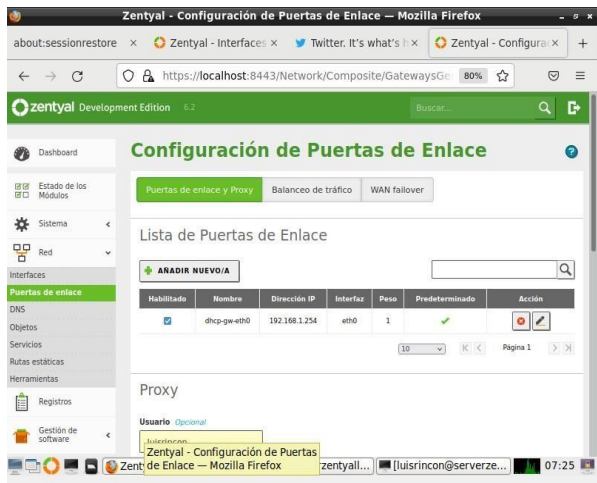 Zentyal - Configuración de Puertas de Enlace — Mozilla Firefox
about:sessionrestore
Zentyal - Interfaces
Twitter. It's what's h
Zentyal - Configurac
https://localhost:8443/Network/Composite/GatewaysGe
80%
zentyal Development Edition 6.2
Buscar...
Dashboard
Estado de los
Módulos
Sistema
Red
Interfaces
Puertas de enlace
DNS
Objetos
Servicios
Rutas estáticas
Herramientas
Registros
Gestión de
software
Configuración de Puertas de Enlace
Puertas de enlace y Proxy Balanceo de tráfico WAN failover
Lista de Puertas de Enlace
AÑADIR NUEVO/A
Habilitado Nombre Dirección IP Interfaz Peso Predeterminado Acción
dhcp-gw-eth0 192.168.1.254 eth0 1
10 Página 1
Proxy
Usuario Opcional
luisrincon
Zentyal - Configuración de Puertas
de Enlace — Mozilla Firefox
Zenty
zentyall...
[luisrincon@serverze...
07:25